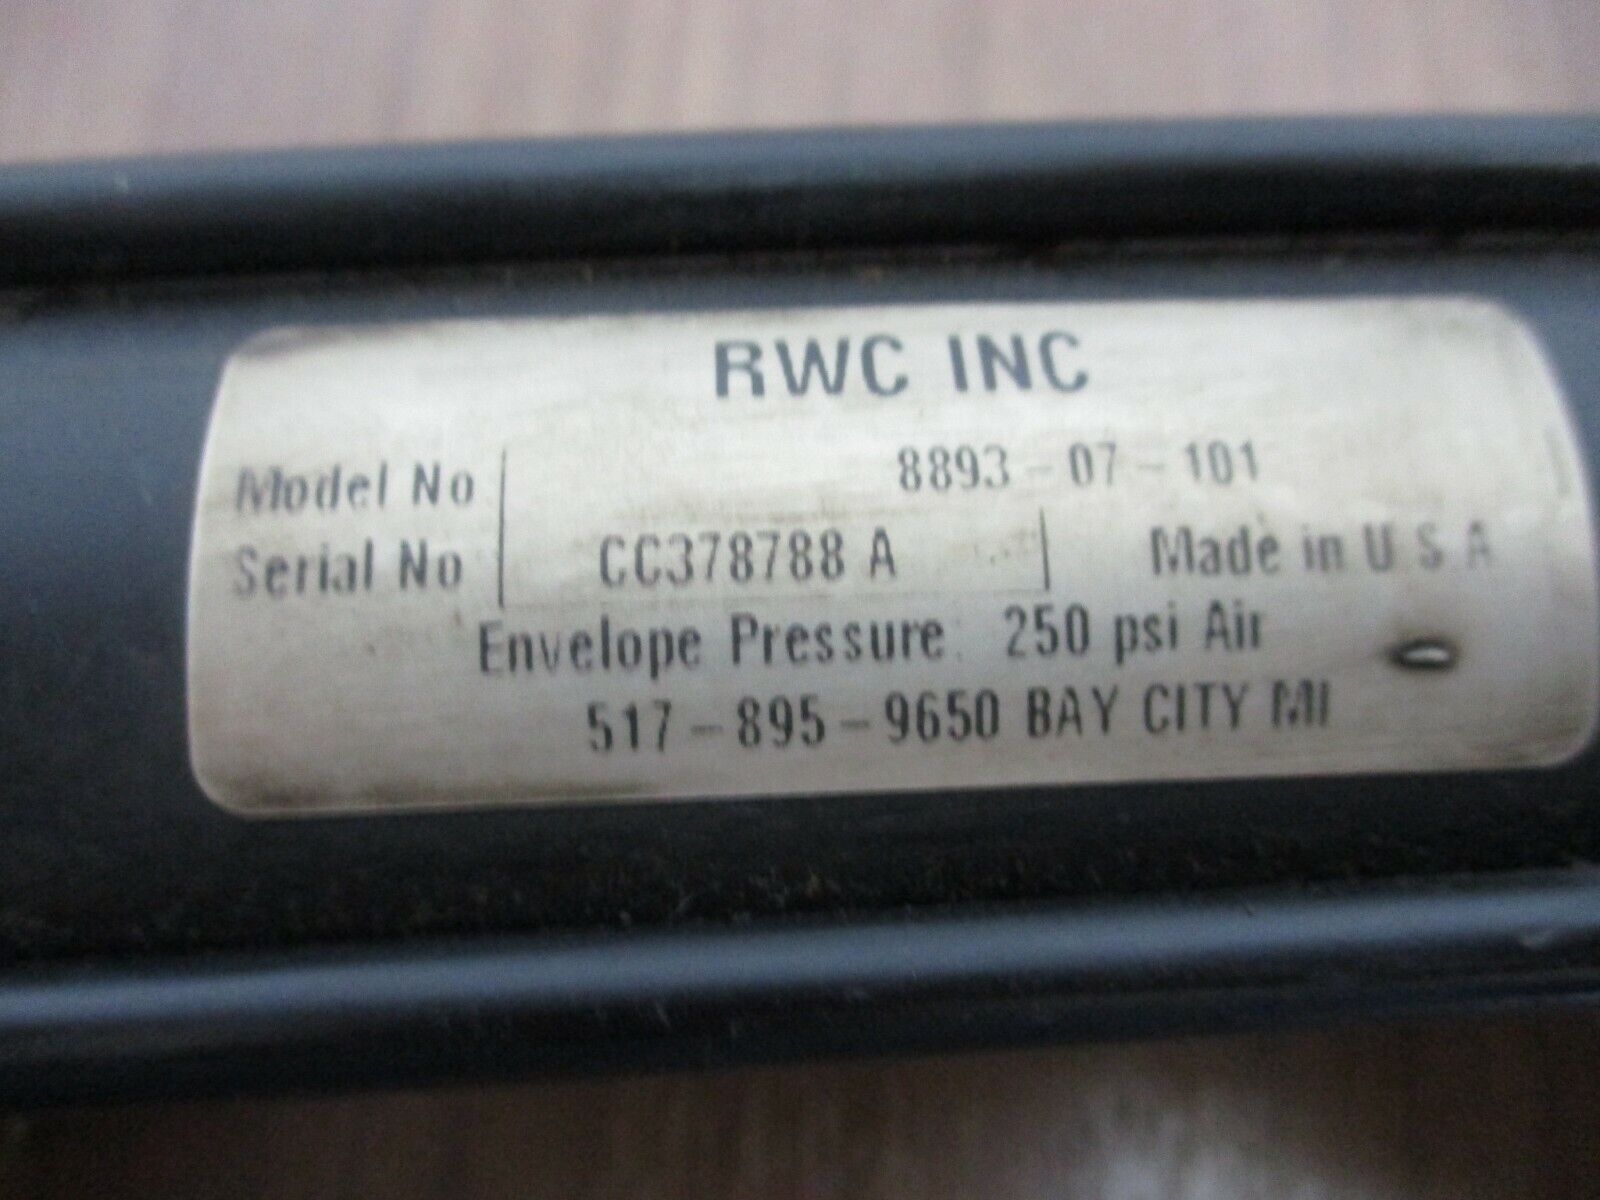 RWC INC
Model No 8893-07-101
Serial No CC378788 A Made in U S A
Envelope Pressure: 250 psi Air
517-895-9650 BAY CITY MI